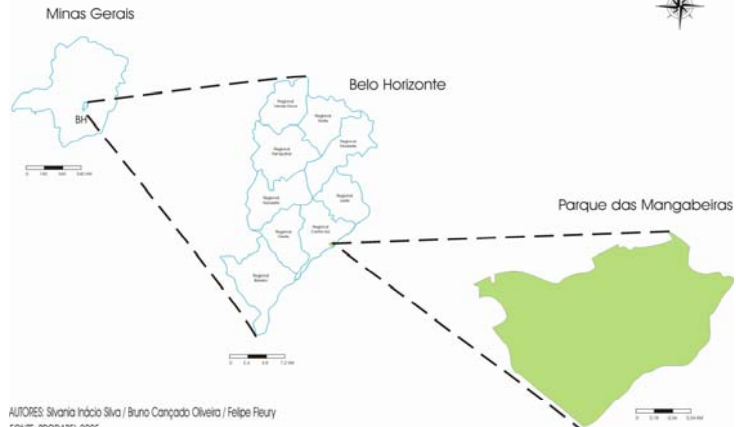 Minas Gerais
Belo Horizonte
BH
Regional
Venda Nova
Regional
Norte
Regional
Pampulha
Regional
Nordeste
Regional
Noroeste
Regional
Leste
Regional
Oeste
Regional
Centro-Sul
Regional
Barreiro
Parque das Mangabeiras
AUTORES: Silvania Inácio Silva / Bruno Cançado Oliveira / Felipe Fleury